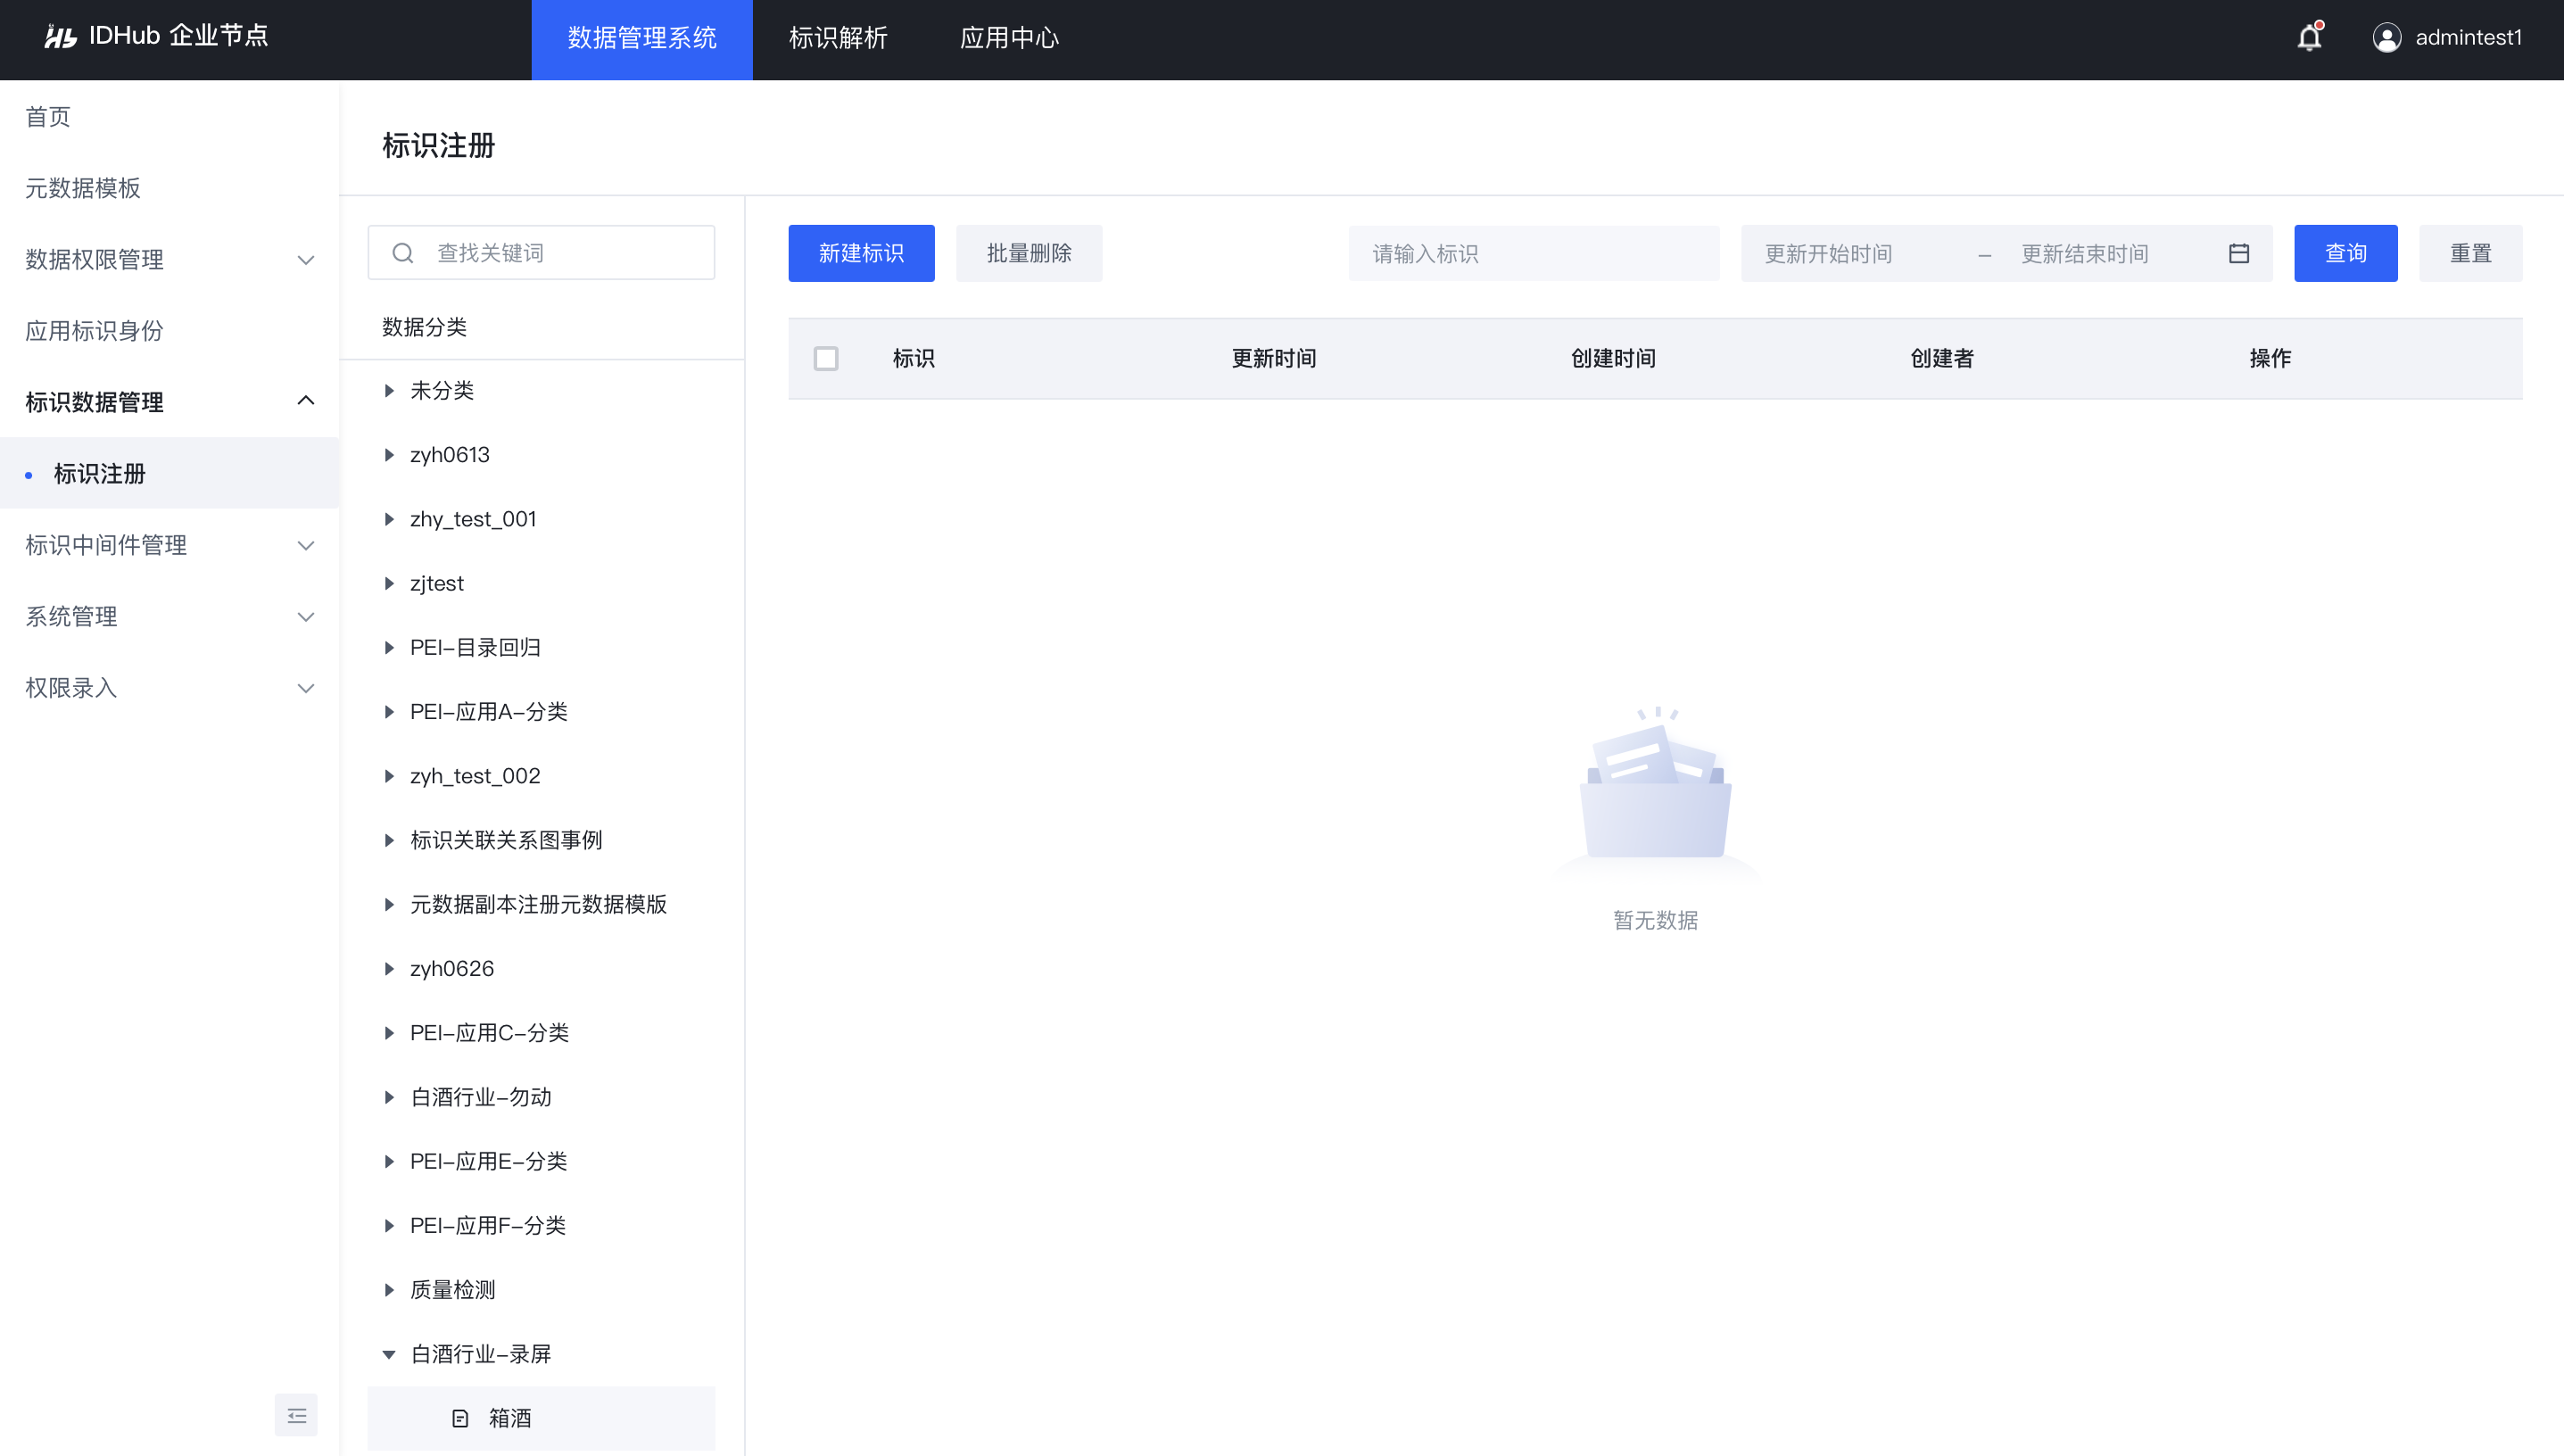 IDHub 企业节点
数据管理系统
标识解析
应用中心
admintest1
首页
元数据模板
数据权限管理
应用标识身份
标识数据管理
标识注册
标识中间件管理
系统管理
权限录入
标识注册
查找关键词
数据分类
未分类
zyh0613
zhy_test_001
zjtest
PEI-目录回归
PEI-应用A-分类
zyh_test_002
标识关联关系图事例
元数据副本注册元数据模版
zyh0626
PEI-应用C-分类
白酒行业-勿动
PEI-应用E-分类
PEI-应用F-分类
质量检测
白酒行业-录屏
箱酒
新建标识
批量删除
请输入标识
更新开始时间 – 更新结束时间
查询
重置
标识 更新时间 创建时间 创建者 操作
暂无数据